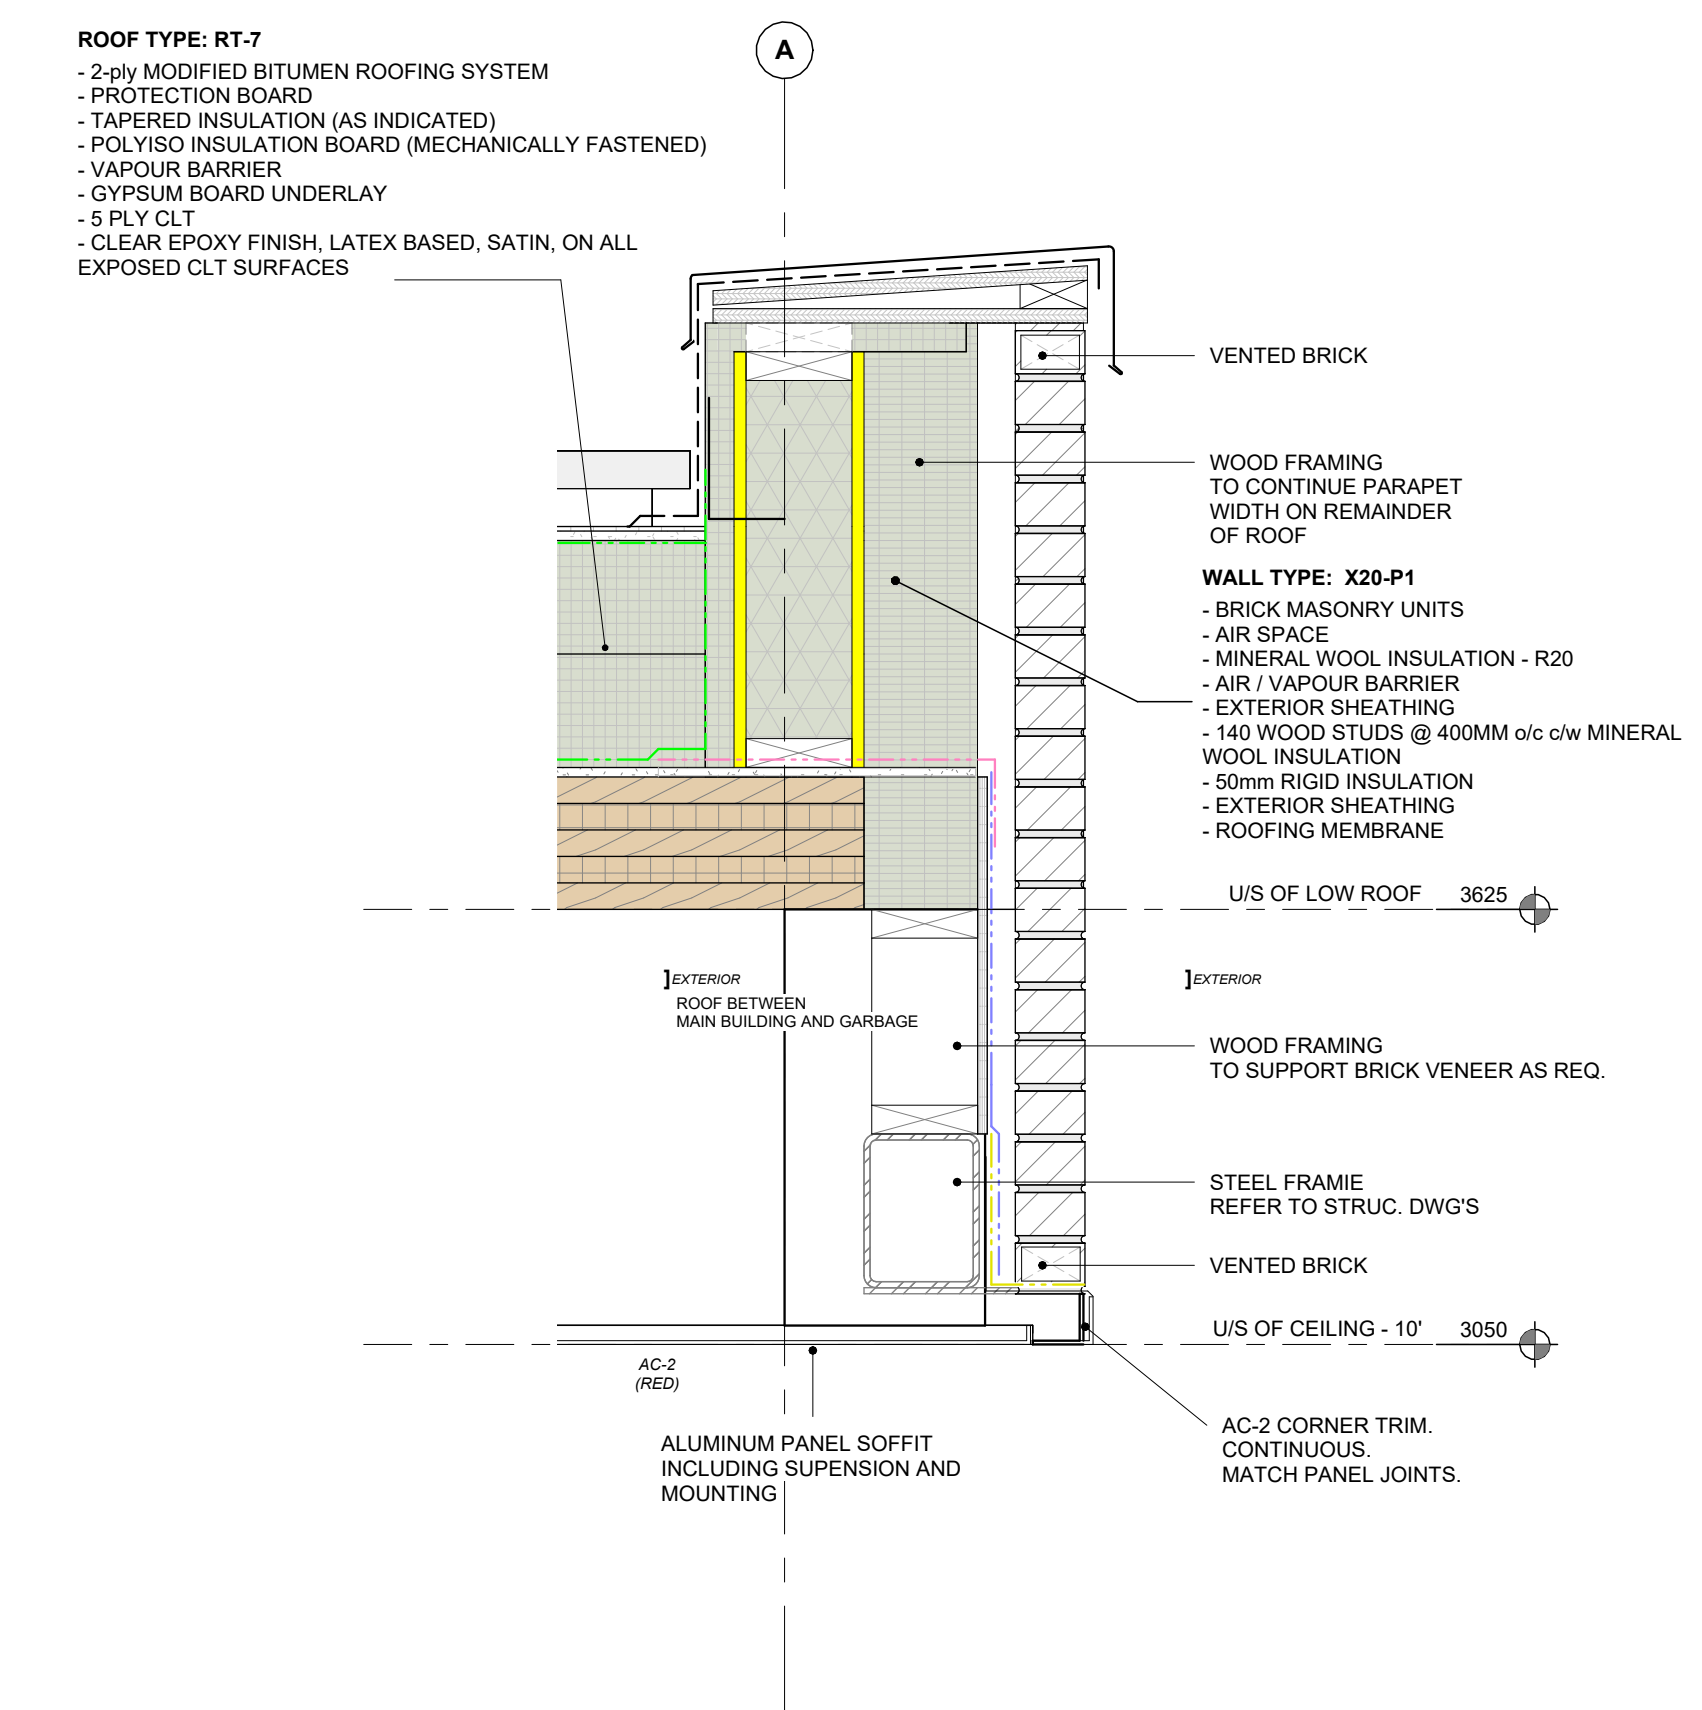 ROOF TYPE: RT-7
- 2-ply MODIFIED BITUMEN ROOFING SYSTEM
- PROTECTION BOARD
- TAPERED INSULATION (AS INDICATED)
- POLYISO INSULATION BOARD (MECHANICALLY FASTENED)
- VAPOUR BARRIER
- GYPSUM BOARD UNDERLAY
- 5 PLY CLT
- CLEAR EPOXY FINISH, LATEX BASED, SATIN, ON ALL
EXPOSED CLT SURFACES
A
VENTED BRICK
WOOD FRAMING
TO CONTINUE PARAPET
WIDTH ON REMAINDER
OF ROOF
WALL TYPE: X20-P1
- BRICK MASONRY UNITS
- AIR SPACE
- MINERAL WOOL INSULATION - R20
- AIR / VAPOUR BARRIER
- EXTERIOR SHEATHING
- 140 WOOD STUDS @ 400MM o/c c/w MINERAL
WOOL INSULATION
- 50mm RIGID INSULATION
- EXTERIOR SHEATHING
- ROOFING MEMBRANE
U/S OF LOW ROOF 3625
]EXTERIOR
ROOF BETWEEN
MAIN BUILDING AND GARBAGE
]EXTERIOR
WOOD FRAMING
TO SUPPORT BRICK VENEER AS REQ.
STEEL FRAMIE
REFER TO STRUC. DWG'S
VENTED BRICK
U/S OF CEILING - 10' 3050
AC-2
(RED)
ALUMINUM PANEL SOFFIT
INCLUDING SUPENSION AND
MOUNTING
AC-2 CORNER TRIM.
CONTINUOUS.
MATCH PANEL JOINTS.